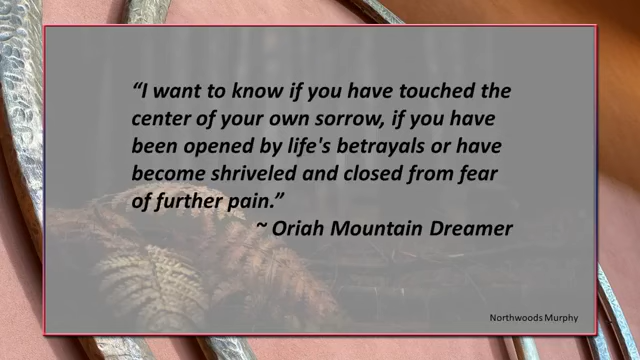 “I want to know if you have touched the
center of your own sorrow, if you have
been opened by life's betrayals or have
become shriveled and closed from fear
of further pain.”
~ Oriah Mountain Dreamer
Northwoods Murphy